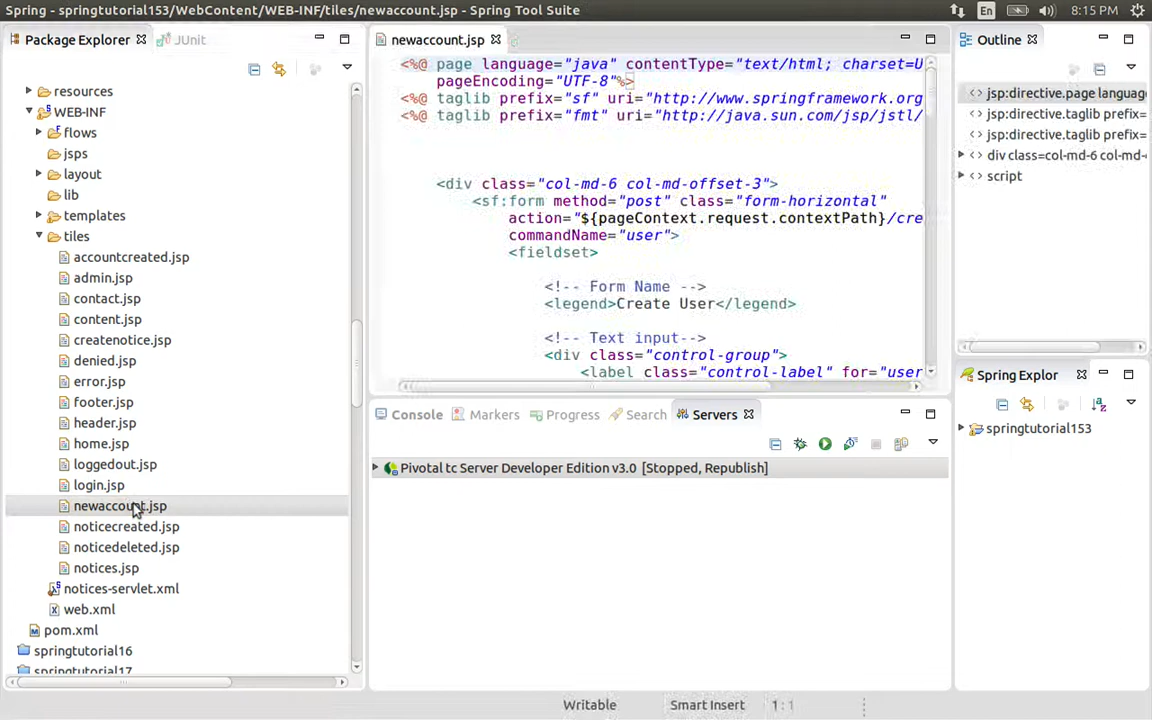 Spring - springtutorial153/WebContent/WEB-INF/tiles/newaccount.jsp - Spring Tool Suite
En
8:15 PM
Package Explorer
JUnit
resources
WEB-INF
flows
jsps
layout
lib
templates
tiles
accountcreated.jsp
admin.jsp
contact.jsp
content.jsp
createnotice.jsp
denied.jsp
error.jsp
footer.jsp
header.jsp
home.jsp
loggedout.jsp
login.jsp
newaccount.jsp
noticecreated.jsp
noticedeleted.jsp
notices.jsp
notices-servlet.xml
web.xml
pom.xml
springtutorial16
springtutorial17
newaccount.jsp
<%@ page language="java" contentType="text/html; charset=U
pageEncoding="UTF-8"%>
<%@ taglib prefix="sf" uri="http://www.springframework.org
<%@ taglib prefix="fmt" uri="http://java.sun.com/jsp/jstl/
<div class="col-md-6 col-md-offset-3">
<sf:form method="post" class="form-horizontal"
action="${pageContext.request.contextPath}/cre
commandName="user">
<fieldset>
<!-- Form Name -->
<legend>Create User</legend>
<!-- Text input-->
<div class="control-group">
<label class="control-label" for="user
Console
Markers
Progress
Search
Servers
Pivotal tc Server Developer Edition v3.0 [Stopped, Republish]
Outline
jsp:directive.page languag
jsp:directive.taglib prefix=
jsp:directive.taglib prefix=
div class=col-md-6 col-md-
script
Spring Explor
springtutorial153
Writable
Smart Insert
1 : 1